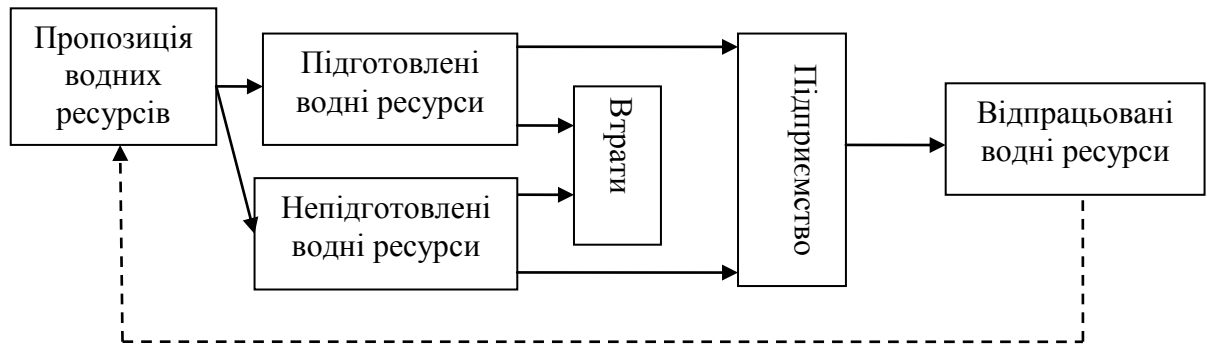 Пропозиція
водних
ресурсів
Підготовлені
водні ресурси
Непідготовлені
водні ресурси
Втрати
Підприємство
Відпрацьовані
водні ресурси